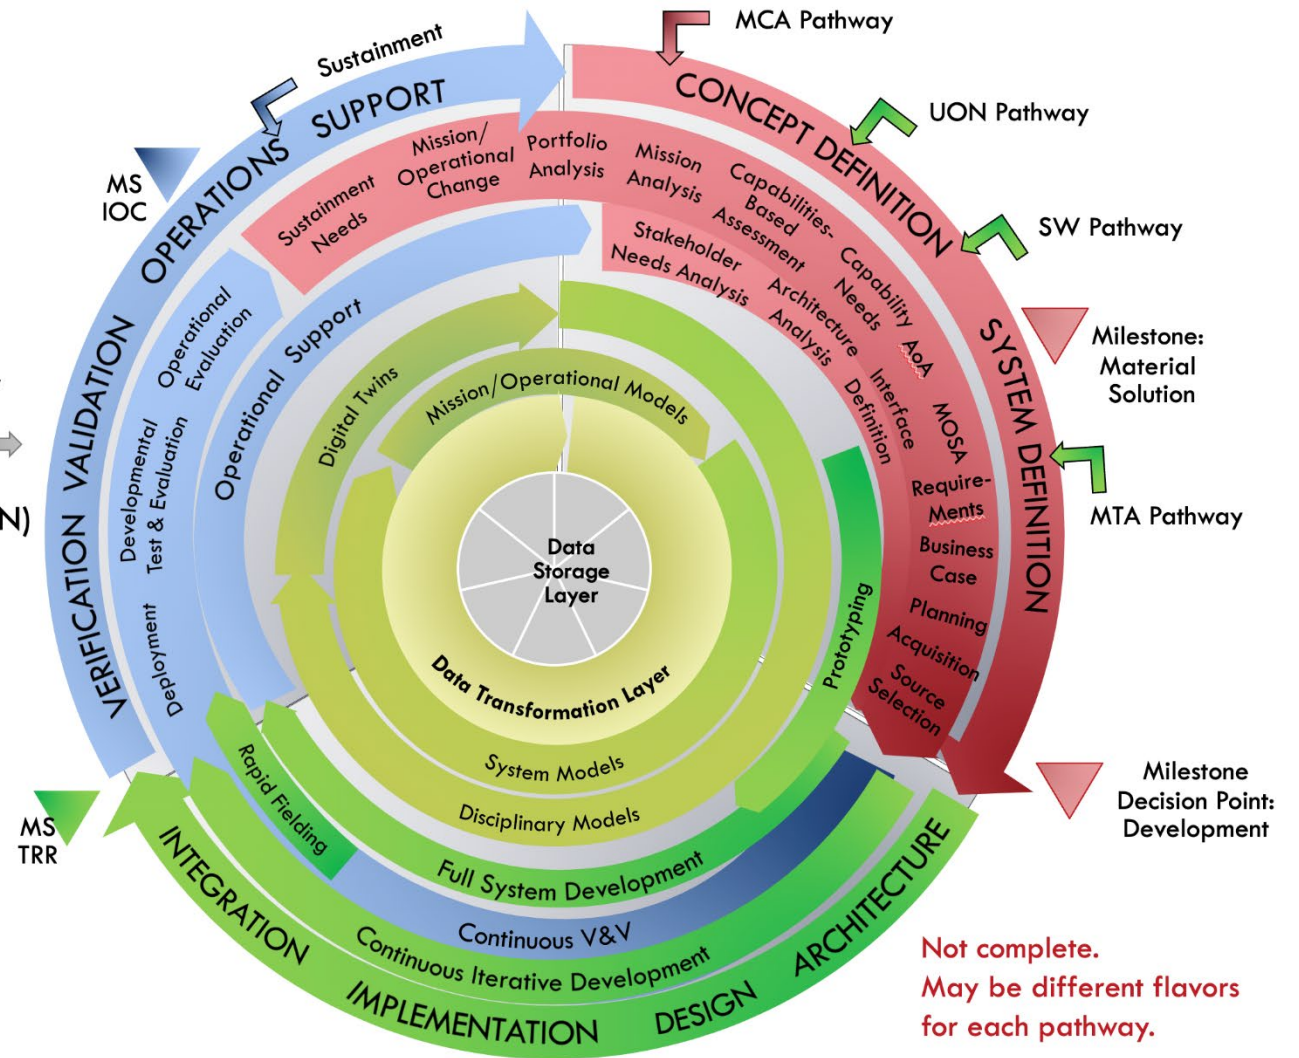 MCA Pathway
UON Pathway
SW Pathway
Milestone:
Material
Solution
MTA Pathway
Milestone
Decision Point:
Development
Sustainment
MS
IOC
MS
TRR
N)
CONCEPT DEFINITION
SYSTEM DEFINITION
ARCHITECTURE
DESIGN
IMPLEMENTATION
INTEGRATION
VERIFICATION
VALIDATION
OPERATIONS
SUPPORT
Sustainment
Needs
Mission/
Operational
Change
Portfolio
Analysis
Mission
Analysis
Capabilities-
Based
Assessment
Capability
Needs
AoA
MOSA
Require-
Ments
Business
Case
Planning
Acquisition
Source
Selection
Stakeholder
Needs Analysis
Architecture
Analysis
Interface
Definition
Prototyping
Full System Development
Continuous V&V
Continuous Iterative Development
Rapid Fielding
Deployment
Developmental
Test & Evaluation
Operational
Evaluation
Operational Support
Digital Twins
Mission/Operational Models
System Models
Disciplinary Models
Data Transformation Layer
Data
Storage
Layer
Not complete.
May be different flavors
for each pathway.